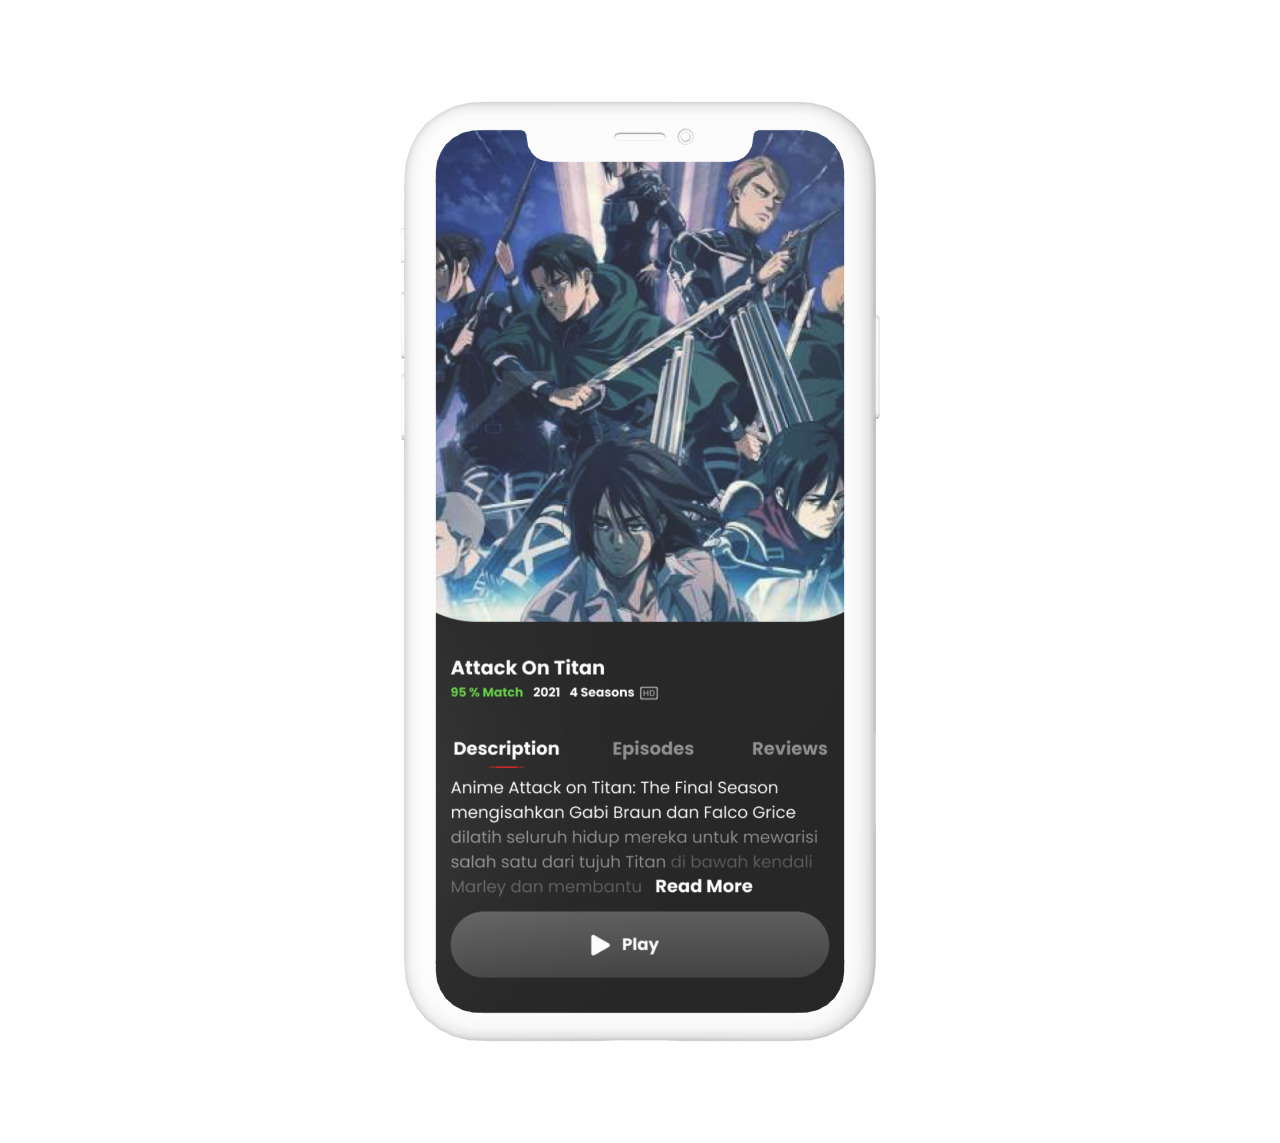 Attack On Titan
95 % Match 2021 4 Seasons HD
Description Episodes Reviews
Anime Attack on Titan: The Final Season
mengisahkan Gabi Braun dan Falco Grice
dilatih seluruh hidup mereka untuk mewarisi
salah satu dari tujuh Titan di bawah kendali
Marley dan membantu Read More
Play